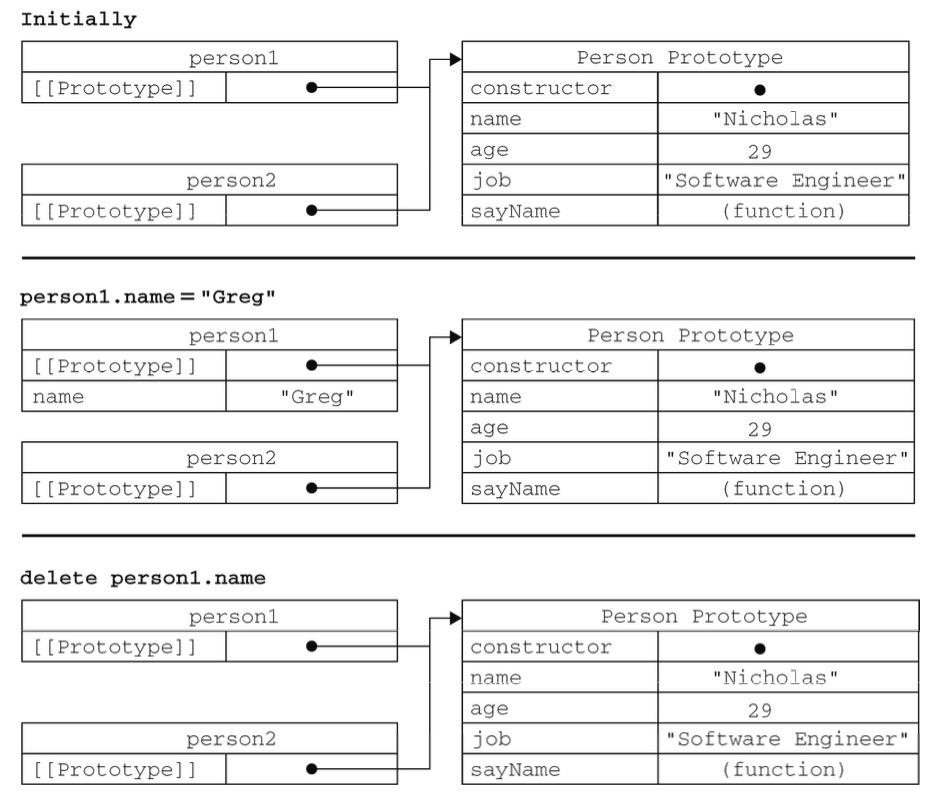 Initially
person1
[[Prototype]]
person2
[[Prototype]]
Person Prototype
constructor
name "Nicholas"
age 29
job "Software Engineer"
sayName (function)
person1.name = "Greg"
person1
[[Prototype]]
name "Greg"
person2
[[Prototype]]
Person Prototype
constructor
name "Nicholas"
age 29
job "Software Engineer"
sayName (function)
delete person1.name
person1
[[Prototype]]
person2
[[Prototype]]
Person Prototype
constructor
name "Nicholas"
age 29
job "Software Engineer"
sayName (function)